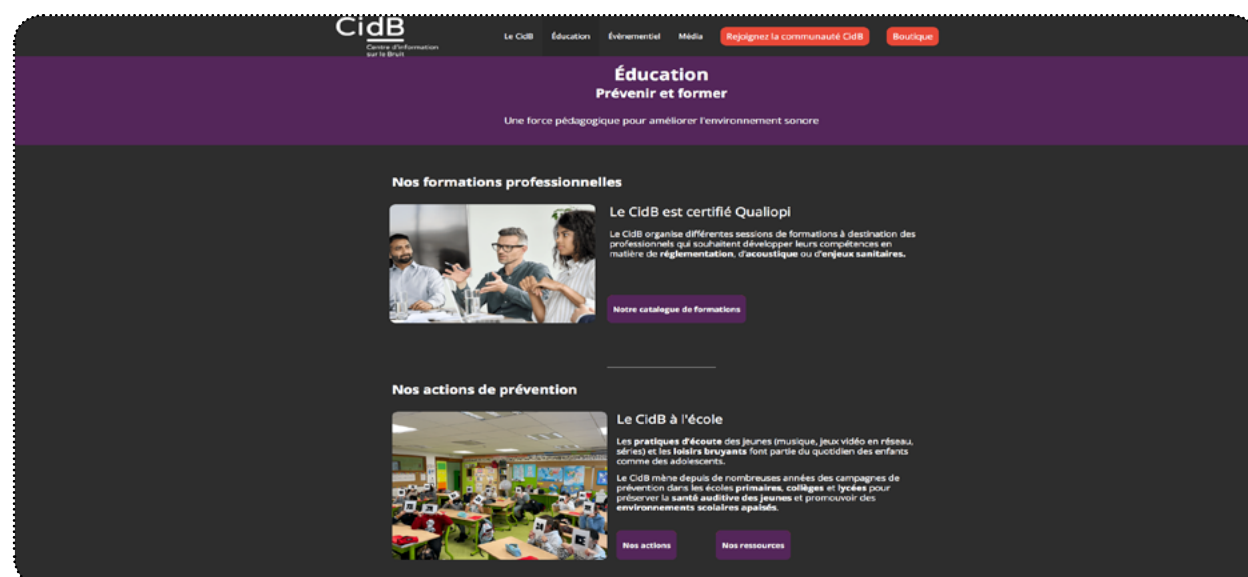 CidB
Centre d'Information
sur le Bruit
Le CidB Éducation Évènementiel Média Rejoignez la communauté CidB Boutique
Éducation
Prévenir et former
Une force pédagogique pour améliorer l'environnement sonore
Nos formations professionnelles
Le CidB est certifié Qualiopi
Le CidB organise différentes sessions de formations à destination des
professionnels qui souhaitent développer leurs compétences en
matière de réglementation, d'acoustique ou d'enjeux sanitaires.
Notre catalogue de formations
Nos actions de prévention
Le CidB à l'école
Les pratiques d'écoute des jeunes (musique, jeux vidéo en réseau,
séries) et les loisirs bruyants font partie du quotidien des enfants
comme des adolescents.
Le CidB mène depuis de nombreuses années des campagnes de
prévention dans les écoles primaires, collèges et lycées pour
préserver la santé auditive des jeunes et promouvoir des
environnements scolaires apaisés.
Nos actions
Nos ressources